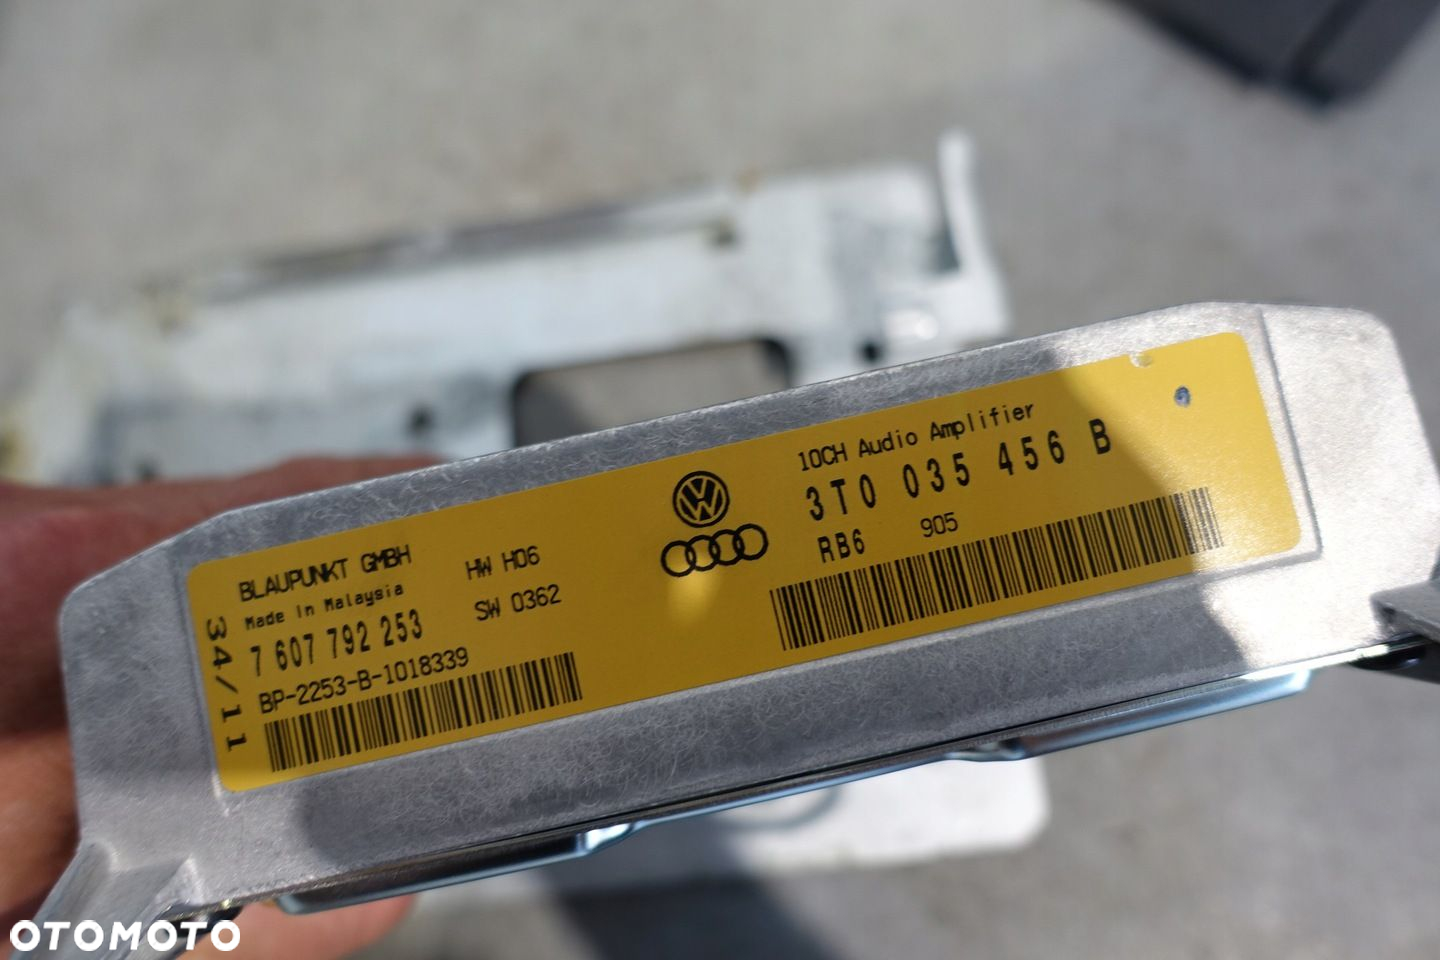 BLAUPUNKT GMBH
Made In Malaysia
7 607 792 253
BP-2253-B-1018339
34/11
HW H06
SW 0362
VW
10CH Audio Amplifier
3T0 035 456 B
RB6 905
OTOMOTO